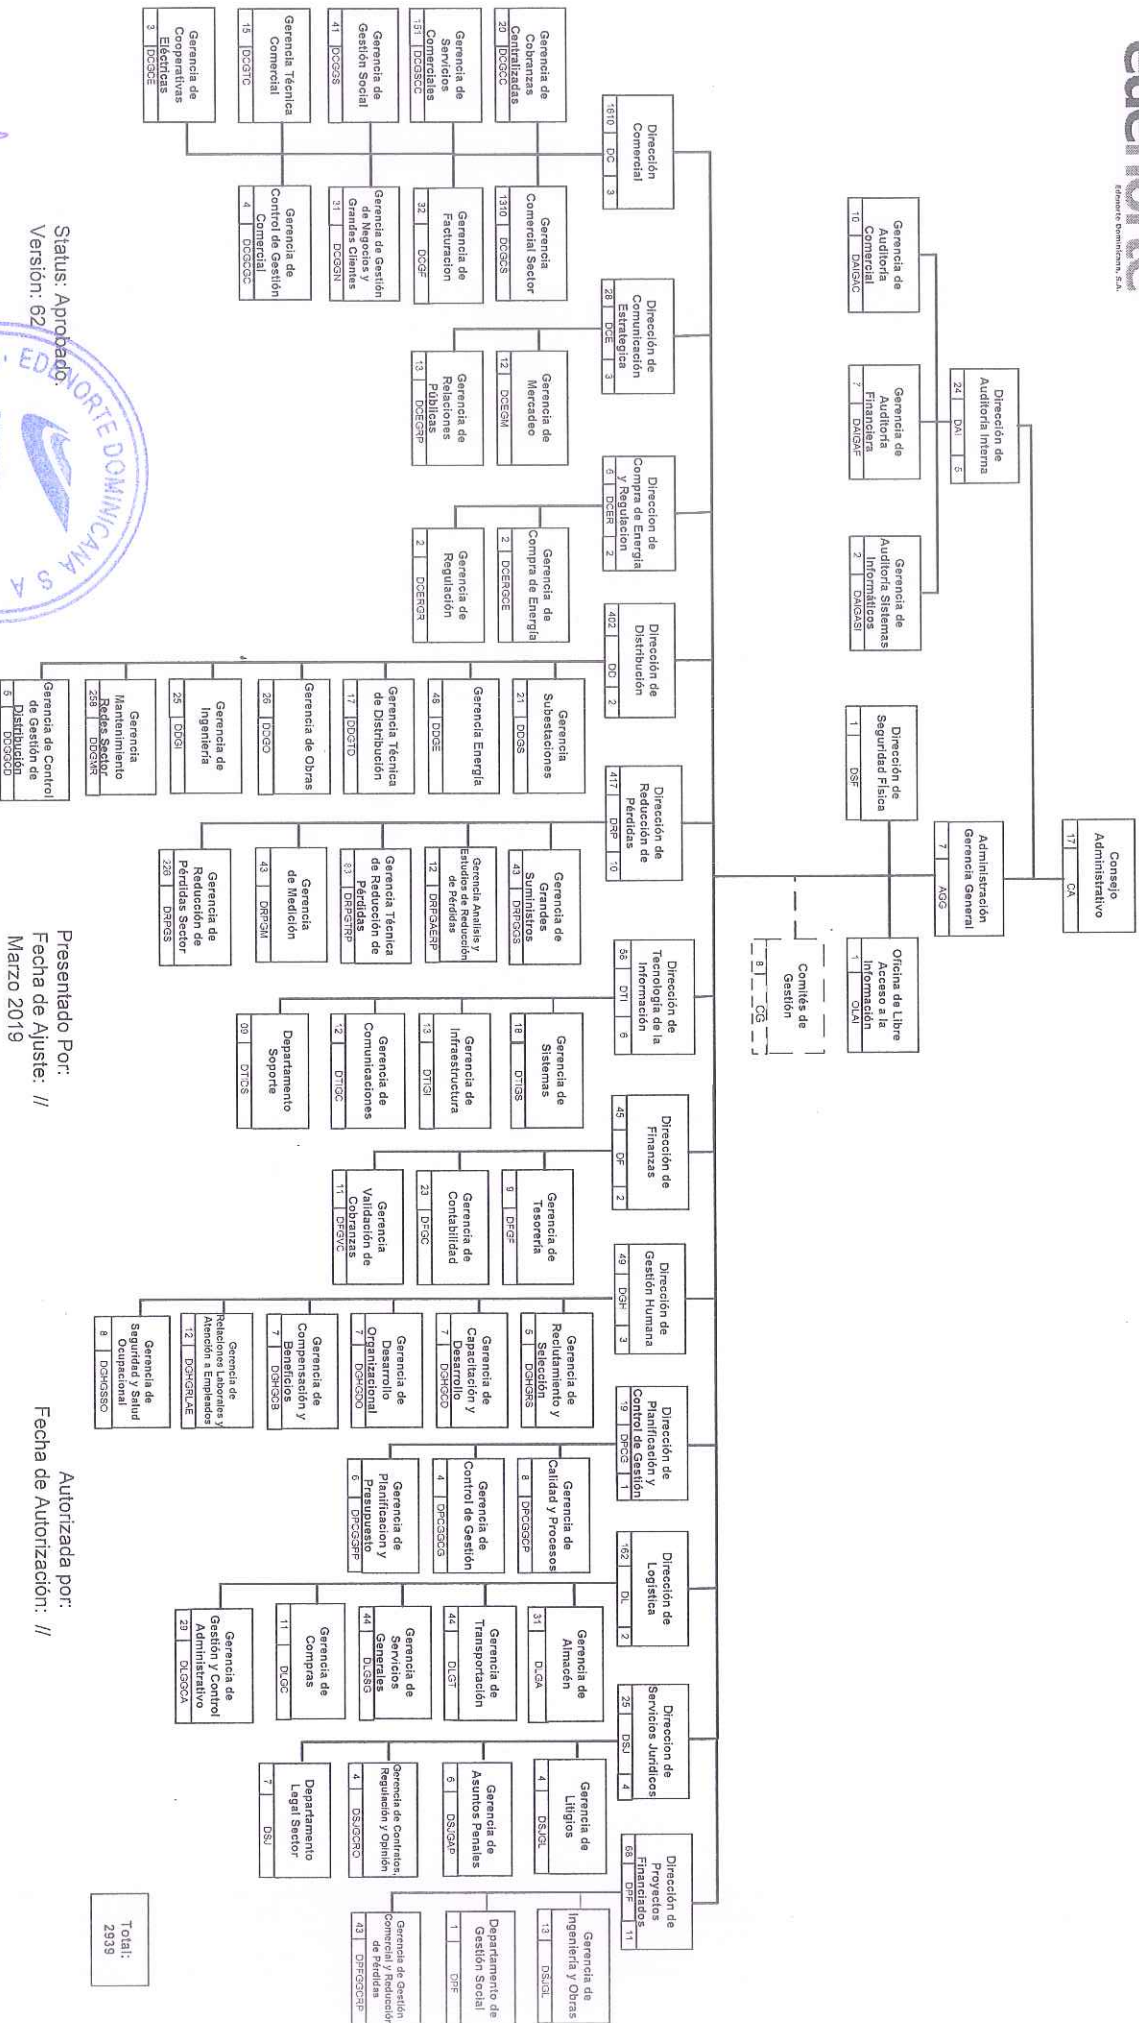 edenorte
Edenorte Dominicana, S.A.
Consejo
Administrativo
17 CA
Dirección de
Auditoría Interna
24 DAI 5
Administración
Gerencia General
7 AGG
Gerencia de
Auditoría
Comercial
10 DAIGAC
Gerencia de
Auditoría
Financiera
7 DAIGAF
Gerencia de
Auditoría Sistemas
Informáticos
2 DAIGASI
Dirección de
Seguridad Física
1 DSF
Oficina de Libre
Acceso a la
Información
1 OLAI
Comités de
Gestión
8 CG
Dirección
Comercial
1610 DC 3
Gerencia de
Cobranzas
Centralizadas
20 DCGCC
Gerencia
Comercial Sector
1310 DCGCS
Gerencia de
Servicios
Comerciales
151 DCGSCC
Gerencia de
Facturacion
32 DCGF
Gerencia de
Gestión Social
41 DCGGS
Gerencia de Gestión
de Negocios y
Grandes Clientes
31 DCGGN
Gerencia Técnica
Comercial
15 DCGTC
Gerencia de
Control de Gestión
Comercial
4 DCGCGC
Gerencia de
Cooperativas
Eléctricas
3 DCGCE
Dirección de
Comunicación
Estrategica
28 DCE 3
Gerencia de
Mercadeo
12 DCEGM
Gerencia de
Relaciones
Públicas
13 DCEGRP
Direccion de
Compra de Energía
y Regulacion
6 DCER 2
Gerencia de
Compra de Energía
2 DCERGCE
Gerencia de
Regulación
2 DCERGR
Dirección de
Distribución
402 DD 2
Gerencia
Subestaciones
21 DDGS
Gerencia Energía
48 DDGE
Gerencia Técnica
de Distribución
17 DDGTD
Gerencia de Obras
26 DDGO
Gerencia de
Ingeniería
25 DDGI
Gerencia
Mantenimiento
Redes Sector
258 DDGMR
Gerencia de Control
de Gestión de
Distribución
5 DDGGCD
Dirección de
Reducción de
Pérdidas
417 DRP 10
Gerencia de
Grandes
Suministros
43 DRPGGS
Gerencia Analisis y
Estudios de Reducción
de Pérdidas
12 DRPGAERP
Gerencia Técnica
de Reducción de
Pérdidas
83 DRPGTRP
Gerencia
de Medición
43 DRPGM
Gerencia de
Reducción de
Pérdidas Sector
226 DRPGS
Dirección de
Tecnología de la
Información
58 DTI 6
Gerencia de
Sistemas
18 DTIGS
Gerencia de
Infraestructura
13 DTIGI
Gerencia de
Comunicaciones
12 DTIGC
Departamento
Soporte
09 DTIDS
Dirección de
Finanzas
45 DF 2
Gerencia de
Tesorería
9 DFGF
Gerencia de
Contabilidad
23 DFGC
Gerencia
Validación de
Cobranzas
11 DFGVC
Dirección de
Gestión Humana
49 DGH 3
Gerencia de
Reclutamiento y
Selección
5 DGHGRS
Gerencia de
Capacitación y
Desarrollo
7 DGHGCD
Gerencia de
Desarrollo
Organizacional
7 DGHGDO
Gerencia de
Compensación y
Beneficios
7 DGHGCB
Gerencia de
Relaciones Laborales y
Atención a Empleados
12 DGHGRLAE
Gerencia de
Seguridad y Salud
Ocupacional
8 DGHGSSO
Dirección de
Planificación y
Control de Gestión
19 DPCG 1
Gerencia de
Calidad y Procesos
8 DPCGGCP
Gerencia de
Control de Gestión
4 DPCGGCG
Gerencia de
Planificacion y
Presupuesto
6 DPCGGPP
Dirección de
Logistica
162 DL 2
Gerencia de
Almacén
31 DLGA
Gerencia de
Transportación
44 DLGT
Gerencia de
Servicios
Generales
44 DLGSG
Gerencia de
Compras
11 DLGC
Gerencia de
Gestión y Control
Administrativo
29 DLGGCA
Direccion de
Servicios Jurídicos
25 DSJ 4
Gerencia de
Litigios
4 DSJGL
Gerencia de
Asuntos Penales
6 DSJGAP
Gerencia de Contratos,
Regulación y Opinión
4 DSJGCRO
Departamento
Legal Sector
7 DSJ
Dirección de
Proyectos
Financiados
68 DPF 11
Gerencia de
Ingeniería y Obras
13 DSJGL
Departamento de
Gestión Social
1 DPF
Gerencia de Gestión
Comercial y Reducción
de Pérdidas
43 DPFGGCRP
Total:
2939
Status: Aprobado.
Versión: 62
EDENORTE DOMINICANA S A
Presentado Por:
Fecha de Ajuste: //
Marzo 2019
Autorizada por:
Fecha de Autorización: //